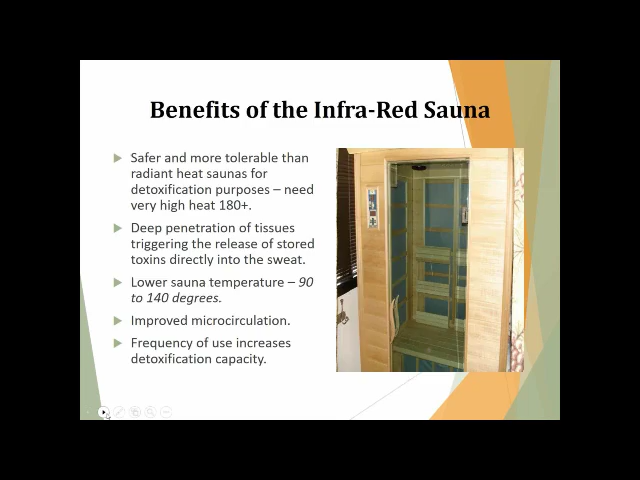 Benefits of the Infra-Red Sauna
Safer and more tolerable than
radiant heat saunas for
detoxification purposes – need
very high heat 180+.
Deep penetration of tissues
triggering the release of stored
toxins directly into the sweat.
Lower sauna temperature – 90
to 140 degrees.
Improved microcirculation.
Frequency of use increases
detoxification capacity.